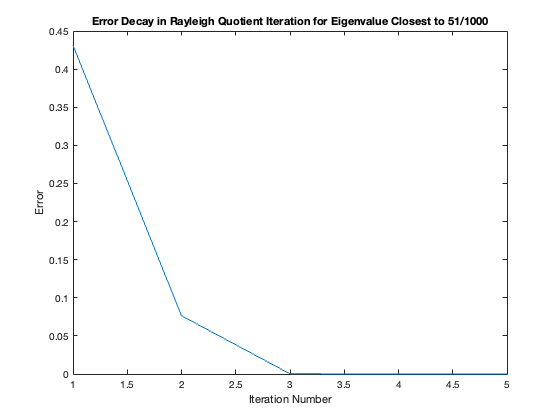 Error Decay in Rayleigh Quotient Iteration for Eigenvalue Closest to 51/1000
0.45
0.4
0.35
0.3
0.25
0.2
0.15
0.1
0.05
0
Error
1 1.5 2 2.5 3 3.5 4 4.5 5
Iteration Number